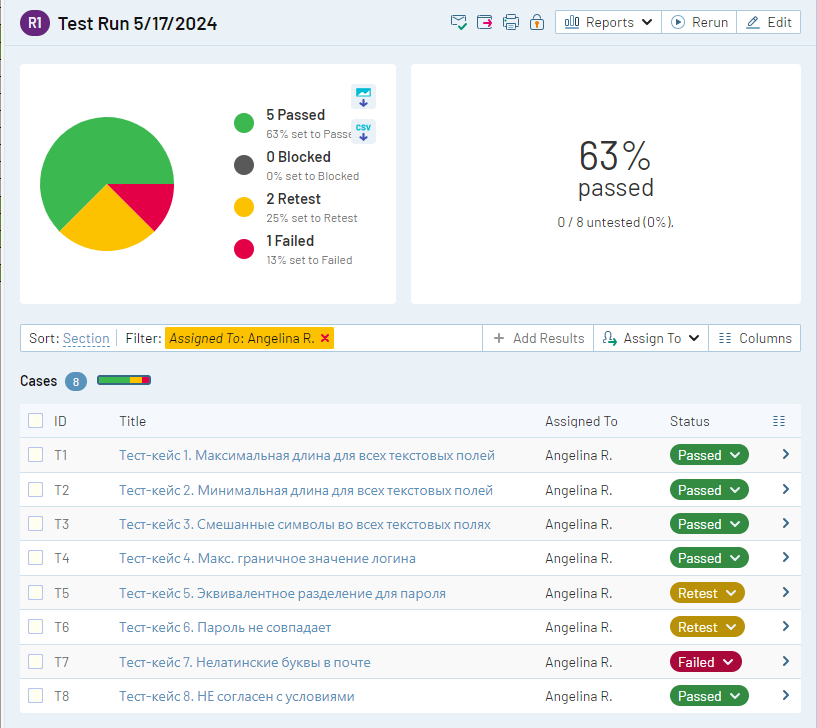 R1 Test Run 5/17/2024 Reports Rerun Edit
5 Passed
63% set to Passe
CSV
0 Blocked
0% set to Blocked
2 Retest
25% set to Retest
1 Failed
13% set to Failed
63%
passed
0 / 8 untested (0%).
Sort: Section Filter: Assigned To: Angelina R. Add Results Assign To Columns
Cases 8
ID Title Assigned To Status
T1 Тест-кейс 1. Максимальная длина для всех текстовых полей Angelina R. Passed
T2 Тест-кейс 2. Минимальная длина для всех текстовых полей Angelina R. Passed
T3 Тест-кейс 3. Смешанные символы во всех текстовых полях Angelina R. Passed
T4 Тест-кейс 4. Макс. граничное значение логина Angelina R. Passed
T5 Тест-кейс 5. Эквивалентное разделение для пароля Angelina R. Retest
T6 Тест-кейс 6. Пароль не совпадает Angelina R. Retest
T7 Тест-кейс 7. Нелатинские буквы в почте Angelina R. Failed
T8 Тест-кейс 8. НЕ согласен с условиями Angelina R. Passed